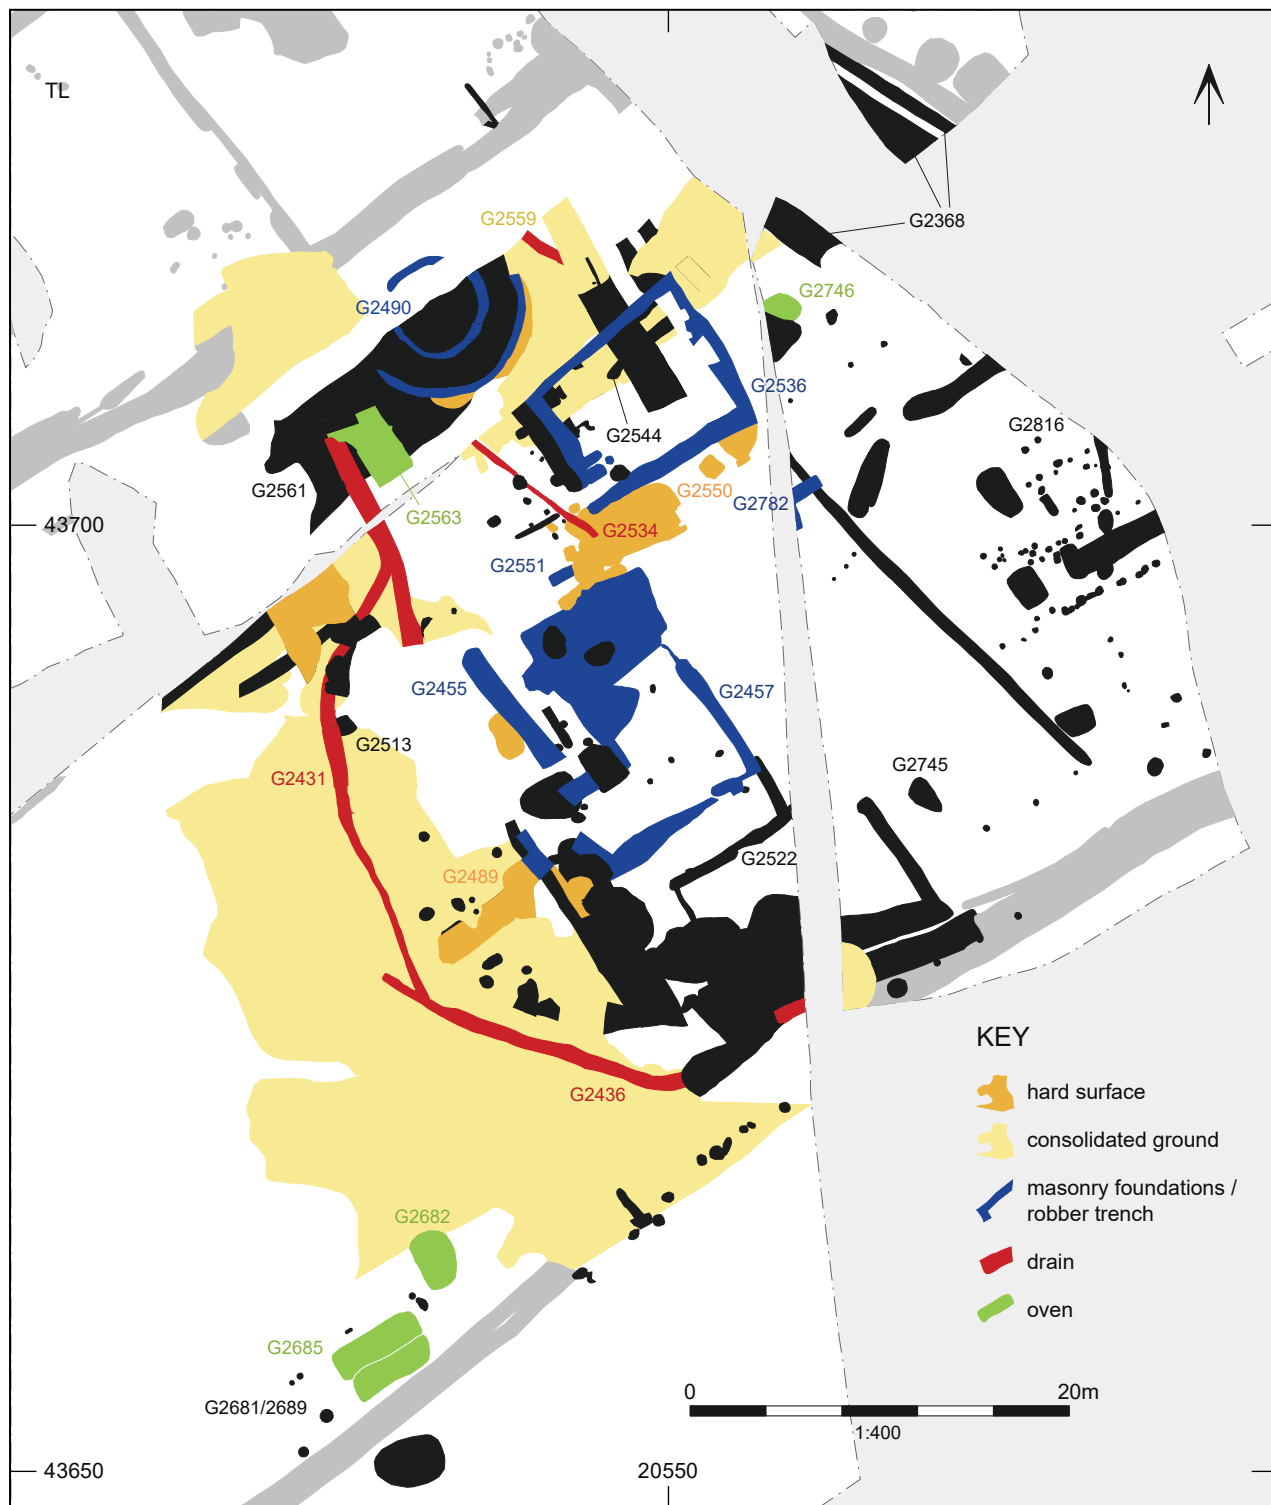 TL
G2368
G2559
G2746
G2490
G2536
G2816
G2544
G2561
G2550
G2563
G2782
43700
G2534
G2551
G2455
G2457
G2513
G2431
G2745
G2522
G2489
KEY
hard surface
G2436
consolidated ground
masonry foundations /
robber trench
G2682
drain
oven
G2685
0
20m
G2681/2689
1:400
43650
20550